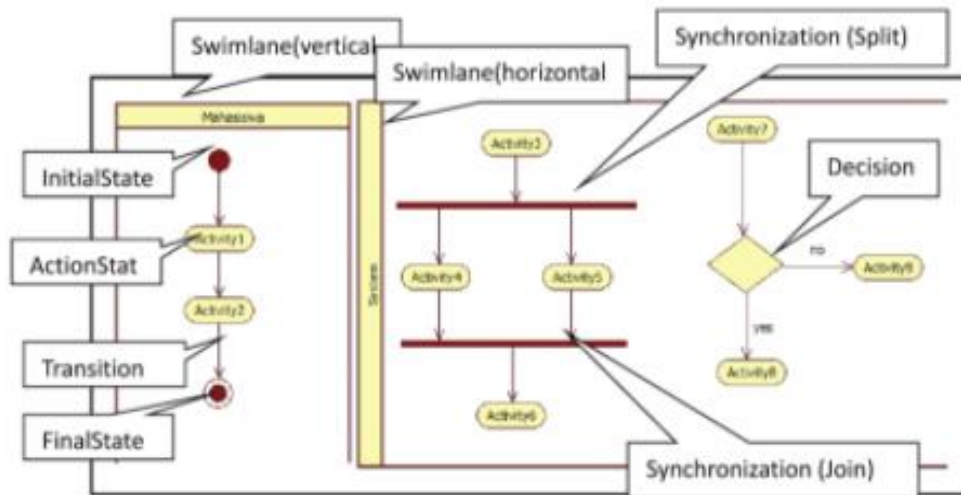 Swimlane(vertical
Synchronization (Split)
Swimlane(horizontal
Mahasiswa
Activity3
Activity7
InitialState
Decision
Activity1
ActionStat
no
Activity4
Activity5
Activity9
Activity2
yes
Transition
Activity8
Activity6
FinalState
Synchronization (Join)